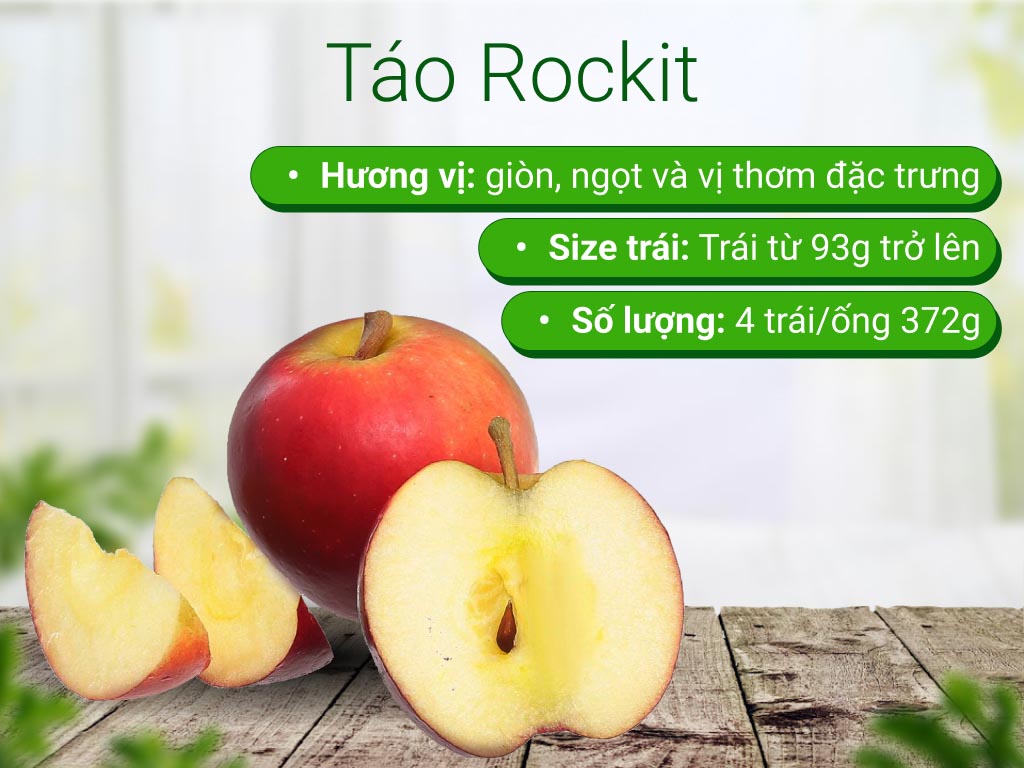 Táo Rockit
• Hương vị: giòn, ngọt và vị thơm đặc trưng
• Size trái: Trái từ 93g trở lên
• Số lượng: 4 trái/ống 372g